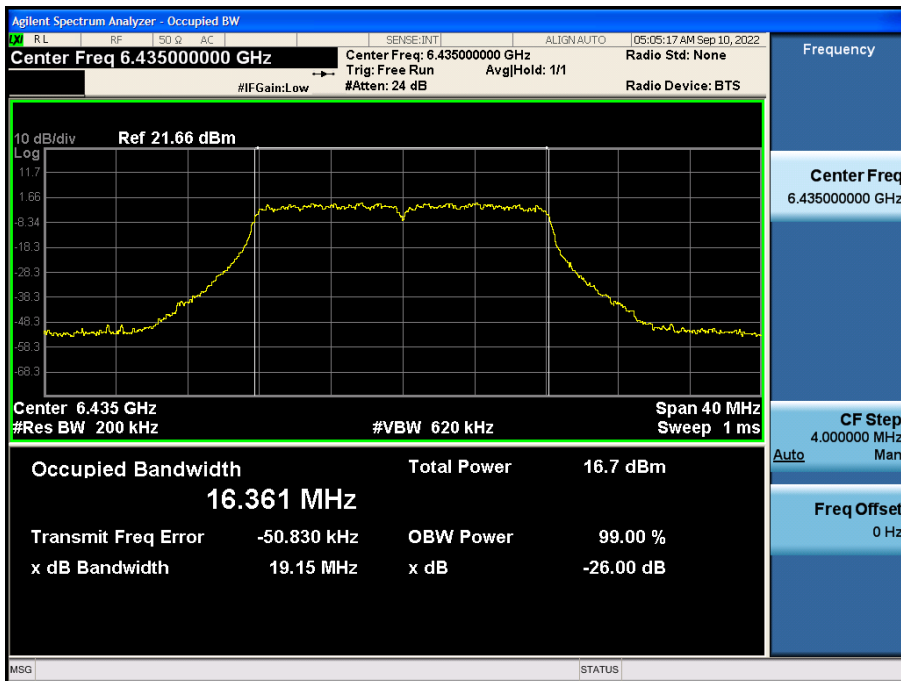 Agilent Spectrum Analyzer - Occupied BW
LXI RL RF 50 Ω AC SENSE:INT ALIGN AUTO 05:05:17 AM Sep 10, 2022
Center Freq 6.435000000 GHz
Center Freq: 6.435000000 GHz Radio Std: None
Trig: Free Run Avg|Hold: 1/1
#IFGain:Low #Atten: 24 dB Radio Device: BTS
10 dB/div Ref 21.66 dBm
Log
11.7
1.66
-8.34
-18.3
-28.3
-38.3
-48.3
-58.3
-68.3
Center 6.435 GHz Span 40 MHz
#Res BW 200 kHz #VBW 620 kHz Sweep 1 ms
Occupied Bandwidth Total Power 16.7 dBm
16.361 MHz
Transmit Freq Error -50.830 kHz OBW Power 99.00 %
x dB Bandwidth 19.15 MHz x dB -26.00 dB
MSG STATUS
Frequency
Center Freq
6.435000000 GHz
CF Step
4.000000 MHz
Auto Man
Freq Offset
0 Hz